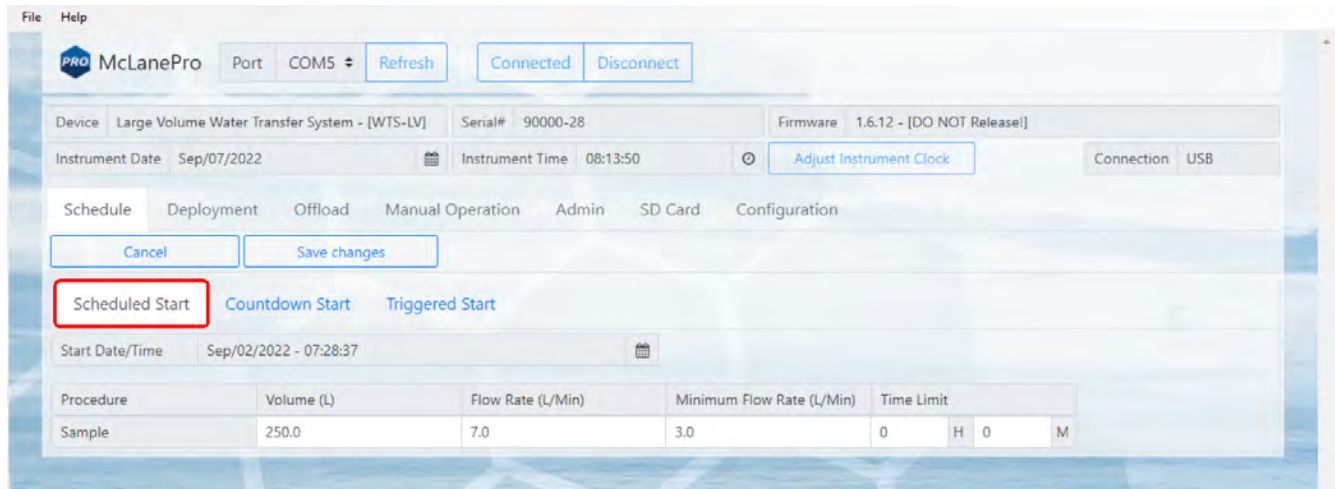 File Help
PRO McLanePro Port COM5 Refresh Connected Disconnect
Device Large Volume Water Transfer System - [WTS-LV] Serial# 90000-28 Firmware 1.6.12 - [DO NOT Release!]
Instrument Date Sep/07/2022 Instrument Time 08:13:50 Adjust Instrument Clock Connection USB
Schedule Deployment Offload Manual Operation Admin SD Card Configuration
Cancel Save changes
Scheduled Start Countdown Start Triggered Start
Start Date/Time Sep/02/2022 - 07:28:37
Procedure Volume (L) Flow Rate (L/Min) Minimum Flow Rate (L/Min) Time Limit
Sample 250.0 7.0 3.0 0 H 0 M